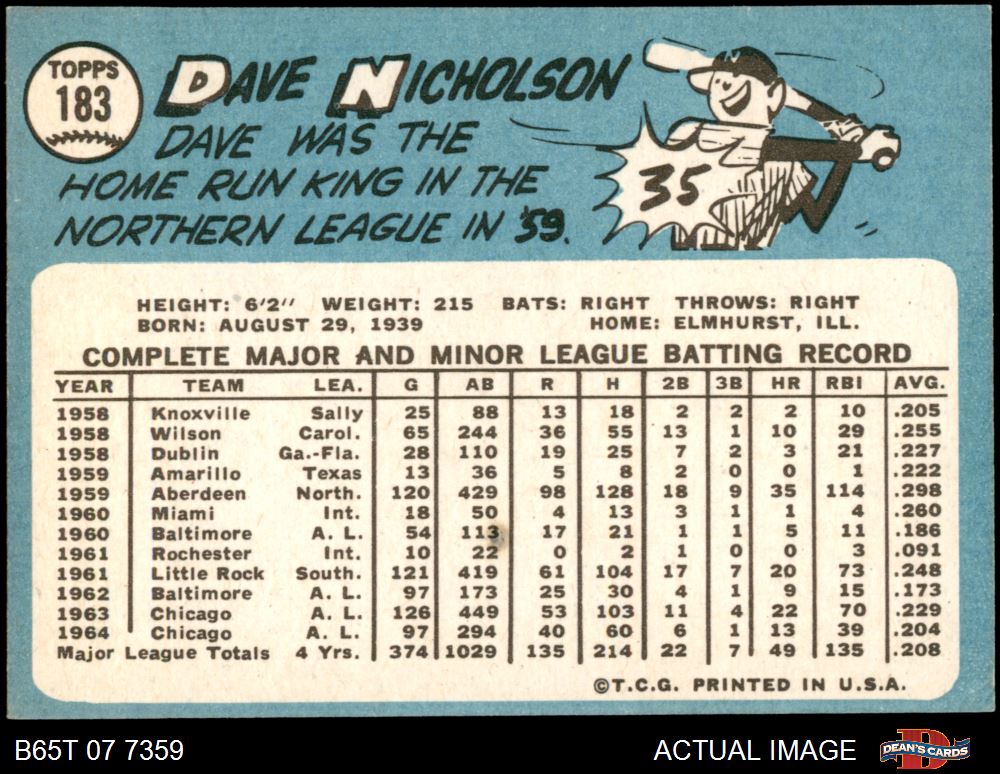 TOPPS
183
DAVE NICHOLSON
DAVE WAS THE
HOME RUN KING IN THE
NORTHERN LEAGUE IN '59.
35
HEIGHT: 6'2" WEIGHT: 215 BATS: RIGHT THROWS: RIGHT
BORN: AUGUST 29, 1939 HOME: ELMHURST, ILL.
COMPLETE MAJOR AND MINOR LEAGUE BATTING RECORD
YEAR TEAM LEA. G AB R H 2B 3B HR RBI AVG.
1958 Knoxville Sally 25 88 13 18 2 2 2 10 .205
1958 Wilson Carol. 65 244 36 55 13 1 10 29 .255
1958 Dublin Ga.-Fla. 28 110 19 25 7 2 3 21 .227
1959 Amarillo Texas 13 36 5 8 2 0 0 1 .222
1959 Aberdeen North. 120 429 98 128 18 9 35 114 .298
1960 Miami Int. 18 50 4 13 3 1 1 4 .260
1960 Baltimore A. L. 54 113 17 21 1 1 5 11 .186
1961 Rochester Int. 10 22 0 2 1 0 0 3 .091
1961 Little Rock South. 121 419 61 104 17 7 20 73 .248
1962 Baltimore A. L. 97 173 25 30 4 1 9 15 .173
1963 Chicago A. L. 126 449 53 103 11 4 22 70 .229
1964 Chicago A. L. 97 294 40 60 6 1 13 39 .204
Major League Totals 4 Yrs. 374 1029 135 214 22 7 49 135 .208
©T.C.G. PRINTED IN U.S.A.
B65T 07 7359 ACTUAL IMAGE DEAN'S CARDS